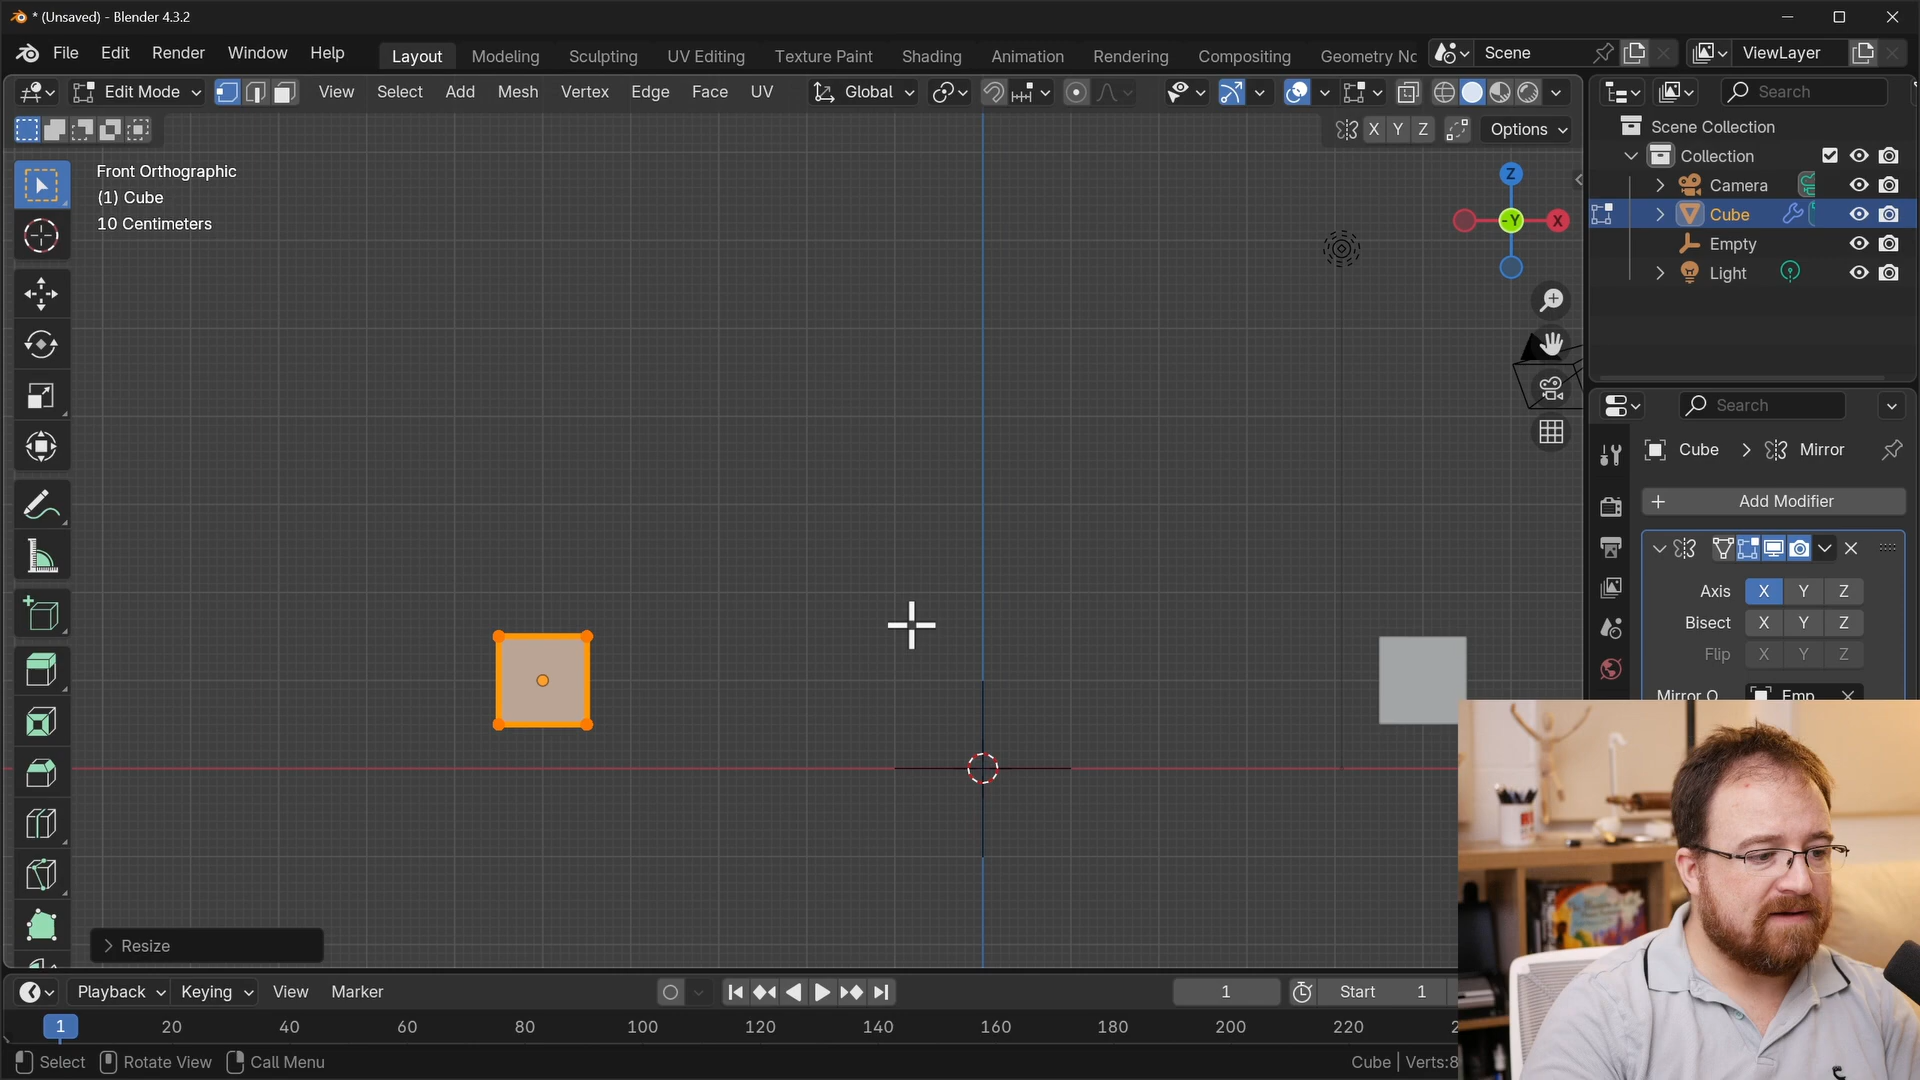 * (Unsaved) - Blender 4.3.2
File Edit Render Window Help Layout Modeling Sculpting UV Editing Texture Paint Shading Animation Rendering Compositing Geometry Nc Scene ViewLayer
Edit Mode View Select Add Mesh Vertex Edge Face UV Global Search
X Y Z Options
Scene Collection
Collection
Camera
Cube
Empty
Light
Front Orthographic
(1) Cube
10 Centimeters
Z
-Y
X
Search
Cube > Mirror
+ Add Modifier
Axis X Y Z
Bisect X Y Z
Flip X Y Z
Mirror O Emp
> Resize
Playback Keying View Marker 1 Start 1
1 20 40 60 80 100 120 140 160 180 200 220 2
Select Rotate View Call Menu Cube | Verts:8